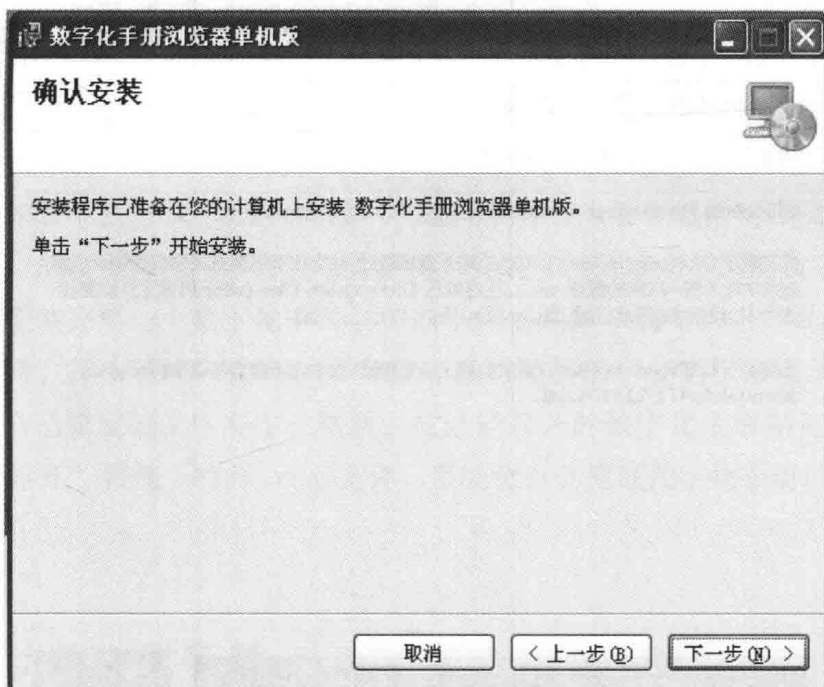 数字化手册浏览器单机版
确认安装
安装程序已准备在您的计算机上安装 数字化手册浏览器单机版。
单击“下一步”开始安装。
取消
< 上一步(B)
下一步(N) >